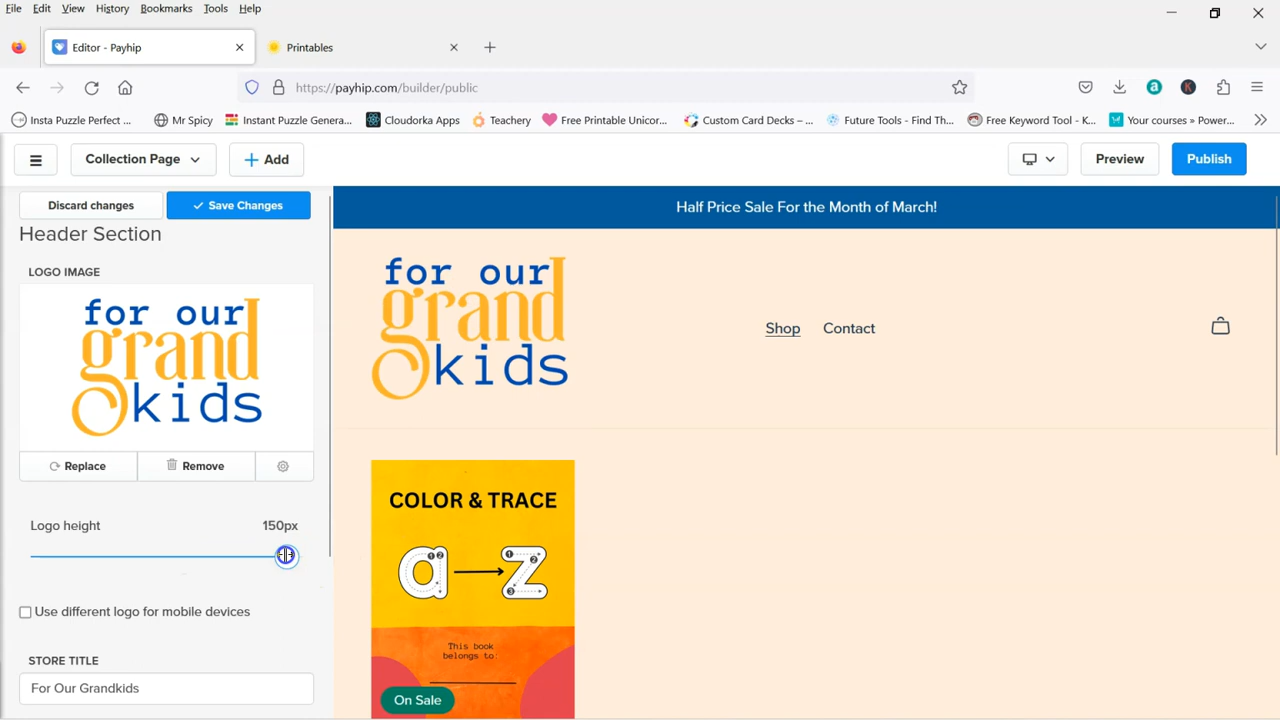 File Edit View History Bookmarks Tools Help
Editor - Payhip
Printables
https://payhip.com/builder/public
Insta Puzzle Perfect ... Mr Spicy Instant Puzzle Genera... Cloudorka Apps Teachery Free Printable Unicor... Custom Card Decks – ... Future Tools - Find Th... Free Keyword Tool - K... Your courses » Power...
Collection Page
Add
Preview
Publish
Discard changes
Save Changes
Half Price Sale For the Month of March!
Header Section
LOGO IMAGE
for our
grand
kids
Replace
Remove
Logo height 150px
Use different logo for mobile devices
STORE TITLE
For Our Grandkids
for our
grand
kids
Shop Contact
COLOR & TRACE
a z
This book
belongs to:
On Sale